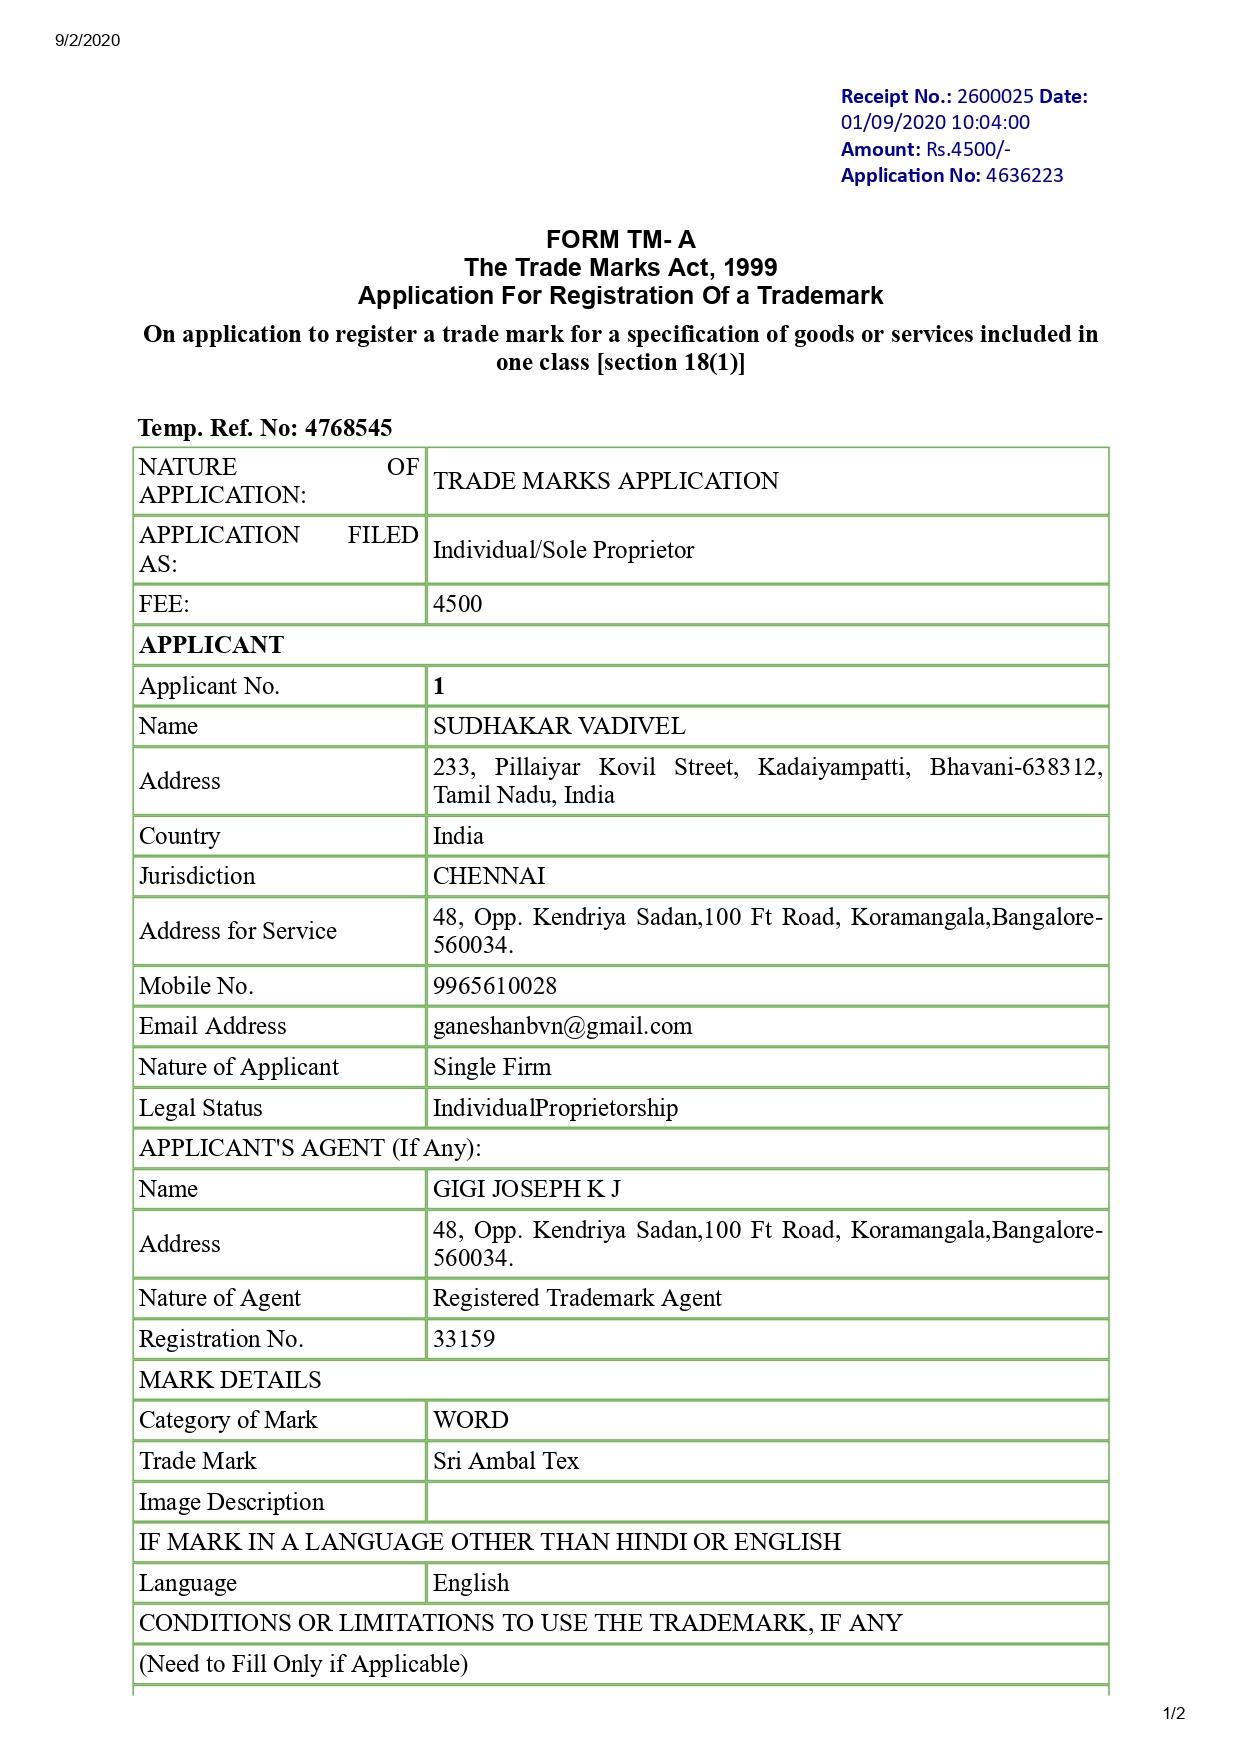 9/2/2020
Receipt No.: 2600025 Date:
01/09/2020 10:04:00
Amount: Rs.4500/-
Application No: 4636223
FORM TM- A
The Trade Marks Act, 1999
Application For Registration Of a Trademark
On application to register a trade mark for a specification of goods or services included in
one class [section 18(1)]
Temp. Ref. No: 4768545
NATURE OF
APPLICATION:
TRADE MARKS APPLICATION
APPLICATION FILED
AS:
Individual/Sole Proprietor
FEE: 4500
APPLICANT
Applicant No. 1
Name SUDHAKAR VADIVEL
Address
233, Pillaiyar Kovil Street, Kadaiyampatti, Bhavani-638312,
Tamil Nadu, India
Country India
Jurisdiction CHENNAI
Address for Service
48, Opp. Kendriya Sadan,100 Ft Road, Koramangala,Bangalore-
560034.
Mobile No. 9965610028
Email Address ganeshanbvn@gmail.com
Nature of Applicant Single Firm
Legal Status IndividualProprietorship
APPLICANT'S AGENT (If Any):
Name GIGI JOSEPH K J
Address
48, Opp. Kendriya Sadan,100 Ft Road, Koramangala,Bangalore-
560034.
Nature of Agent Registered Trademark Agent
Registration No. 33159
MARK DETAILS
Category of Mark WORD
Trade Mark Sri Ambal Tex
Image Description
IF MARK IN A LANGUAGE OTHER THAN HINDI OR ENGLISH
Language English
CONDITIONS OR LIMITATIONS TO USE THE TRADEMARK, IF ANY
(Need to Fill Only if Applicable)
1/2